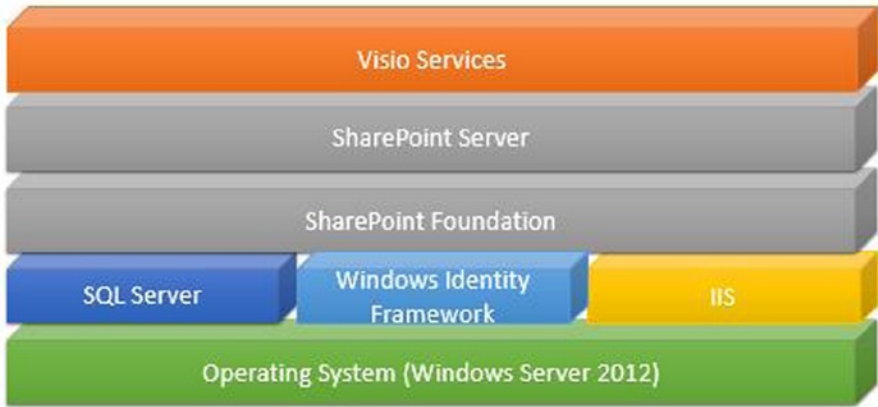 Visio Services
SharePoint Server
SharePoint Foundation
SQL Server
Windows Identity
Framework
IIS
Operating System (Windows Server 2012)